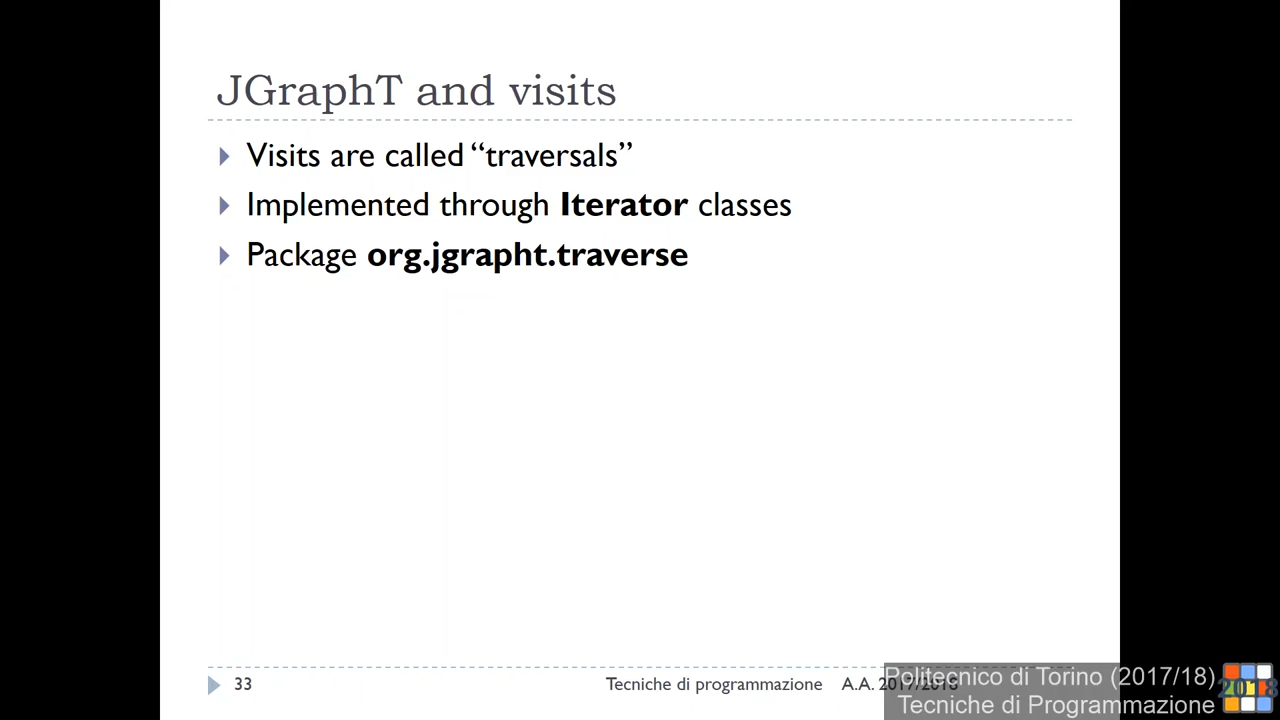 JGraphT and visits
Visits are called “traversals”
Implemented through Iterator classes
Package org.jgrapht.traverse
33
Tecniche di programmazione A.A. 2017/2018
Politecnico di Torino (2017/18)
Tecniche di Programmazione
2018